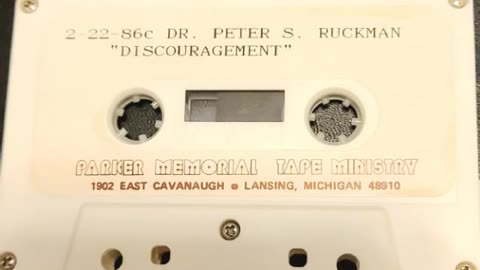 2-22-86c DR. PETER S. RUCKMAN
"DISCOURAGEMENT"
PARKER MEMORIAL TAPE MINISTRY
1902 EAST CAVANAUGH ● LANSING, MICHIGAN 48910